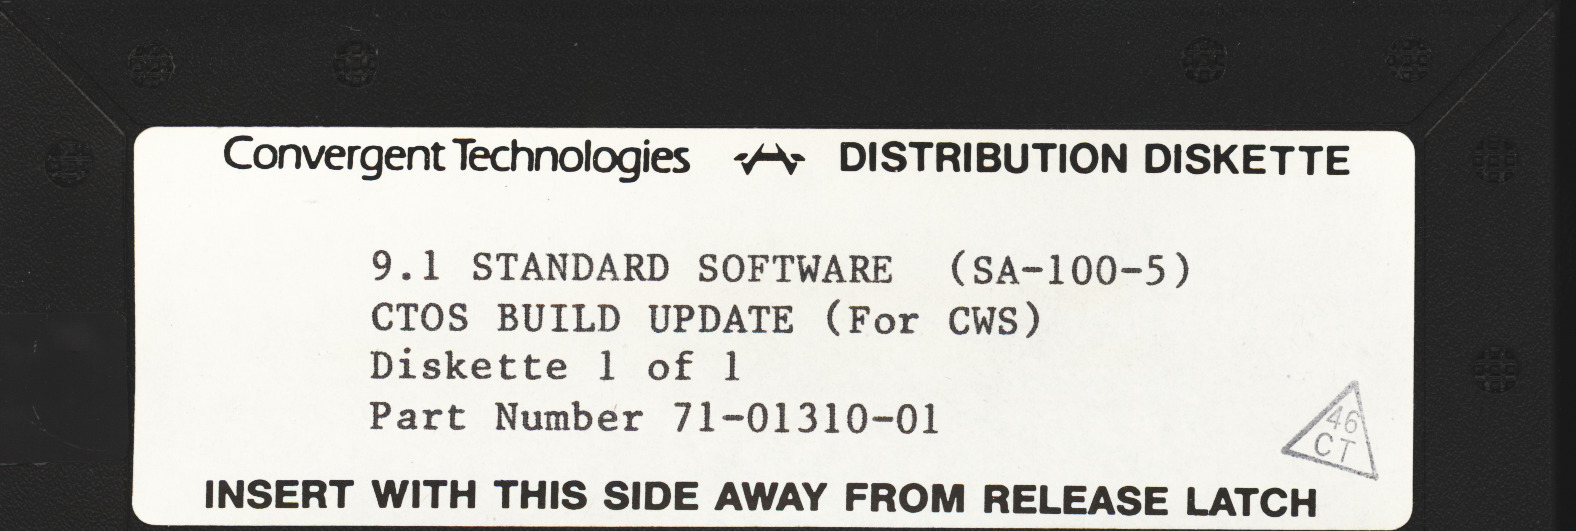 Convergent Technologies DISTRIBUTION DISKETTE
9.1 STANDARD SOFTWARE (SA-100-5)
CTOS BUILD UPDATE (For CWS)
Diskette 1 of 1
Part Number 71-01310-01
46
CT
INSERT WITH THIS SIDE AWAY FROM RELEASE LATCH